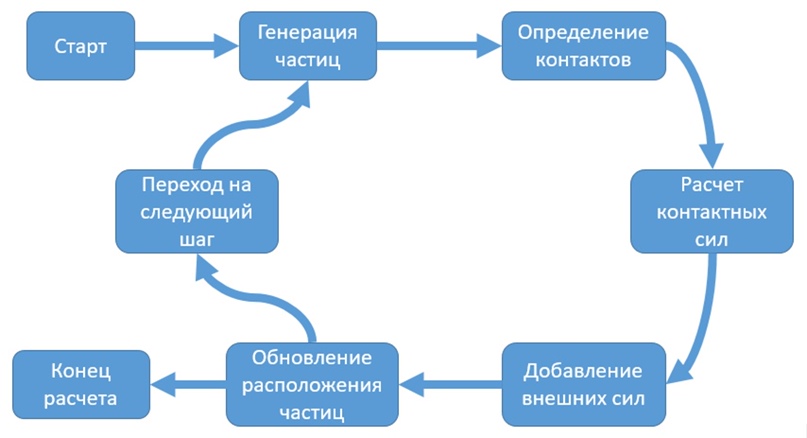 Старт
Генерация
частиц
Определение
контактов
Расчет
контактных
сил
Добавление
внешних сил
Обновление
расположения
частиц
Переход на
следующий
шаг
Конец
расчета